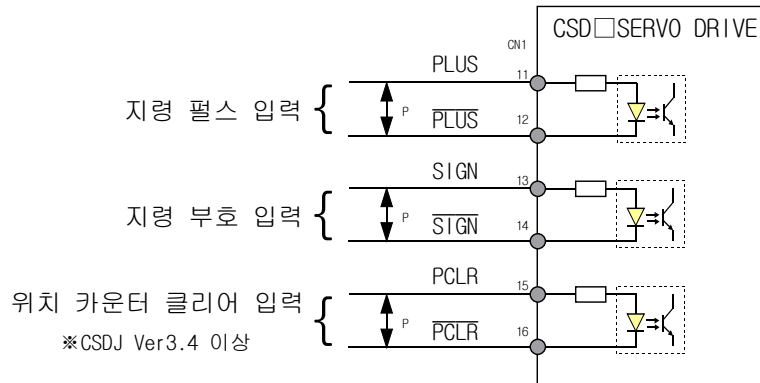 CSD□SERVO DRIVE
CN1
PLUS
11
지령 펄스 입력
P
PLUS
12
SIGN
13
지령 부호 입력
P
SIGN
14
PCLR
15
위치 카운터 클리어 입력
P
PCLR
16
※CSDJ Ver3.4 이상